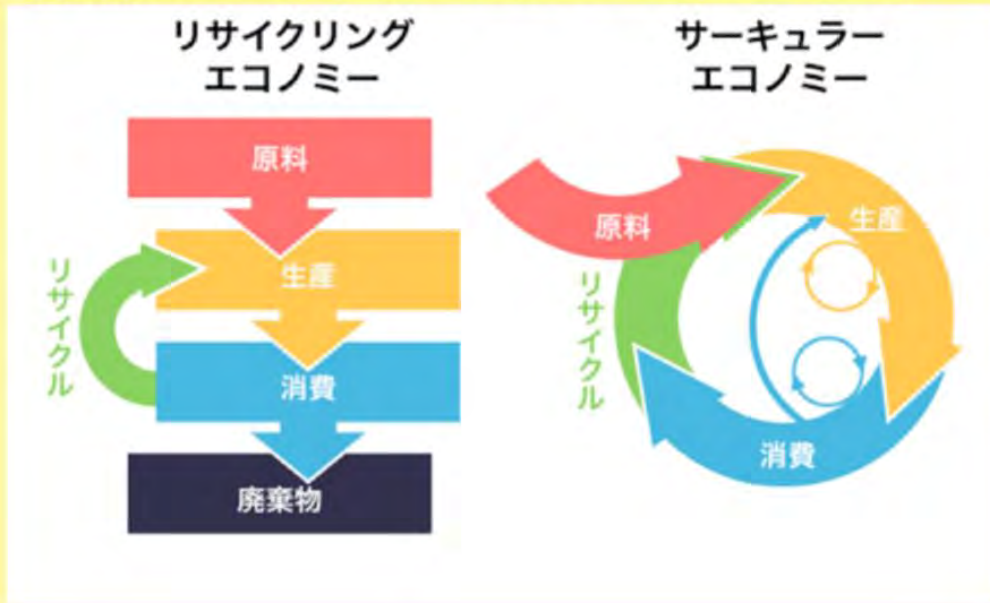 リサイクリング
エコノミー
原料
生産
リサイクル
消費
廃棄物
サーキュラー
エコノミー
原料
生産
リサイクル
消費